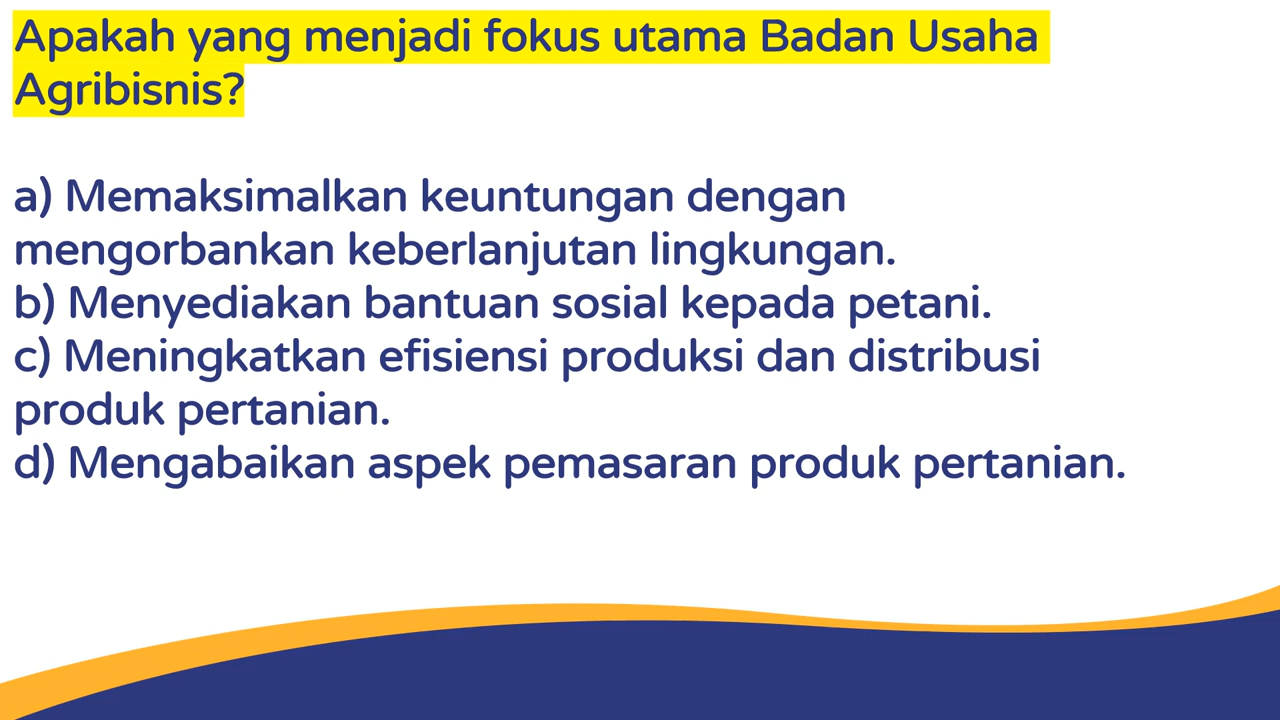 Apakah yang menjadi fokus utama Badan Usaha
Agribisnis?
a) Memaksimalkan keuntungan dengan
mengorbankan keberlanjutan lingkungan.
b) Menyediakan bantuan sosial kepada petani.
c) Meningkatkan efisiensi produksi dan distribusi
produk pertanian.
d) Mengabaikan aspek pemasaran produk pertanian.